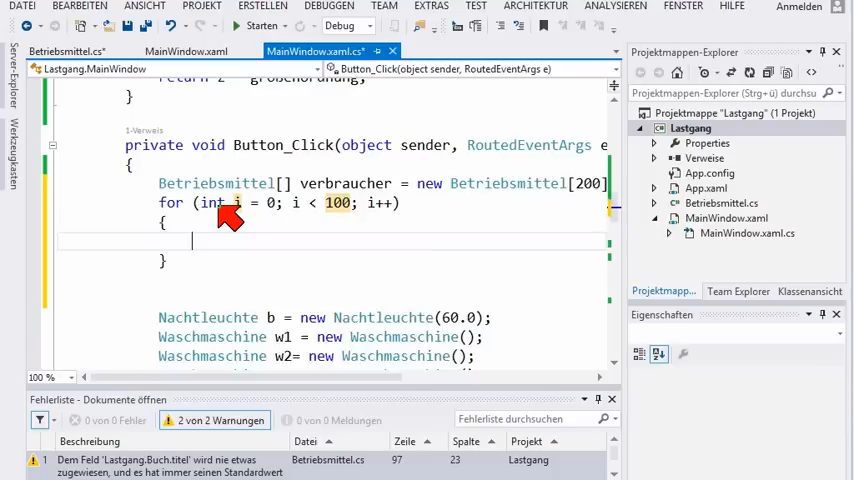 DATEI BEARBEITEN ANSICHT PROJEKT ERSTELLEN DEBUGGEN TEAM EXTRAS TEST ARCHITECTURE ANALYSIEREN FENSTER HILFE Anmelden
Starten Debug
Server-Explorer
Werkzeugkasten
Betriebsmittel.cs* MainWindow.xaml MainWindow.xaml.cs*
Lastgang.MainWindow Button_Click(object sender, RoutedEventArgs e)
}
1-Verweis
private void Button_Click(object sender, RoutedEventArgs e
{
Betriebsmittel[] verbraucher = new Betriebsmittel[200]
for (int i = 0; i < 100; i++)
{
}
Nachtleuchte b = new Nachtleuchte(60.0);
Waschmaschine w1 = new Waschmaschine();
Waschmaschine w2= new Waschmaschine();
100 %
Projektmappen-Explorer
Projektmappen-Explorer (Strg+ü) durchsu
Projektmappe "Lastgang" (1 Projekt)
Lastgang
Properties
Verweise
App.config
App.xaml
Betriebsmittel.cs
MainWindow.xaml
MainWindow.xaml.cs
Projektmapp... Team Explorer Klassenansicht
Eigenschaften
Fehlerliste - Dokumente öffnen
0 von 0 Fehler 2 von 2 Warnungen 0 von 0 Meldungen Fehlerliste durchsuchen
Beschreibung Datei Zeile Spalte Projekt
1 Dem Feld 'Lastgang.Buch.titel' wird nie etwas Betriebsmittel.cs 97 23 Lastgang
zugewiesen, und es hat immer seinen Standardwert